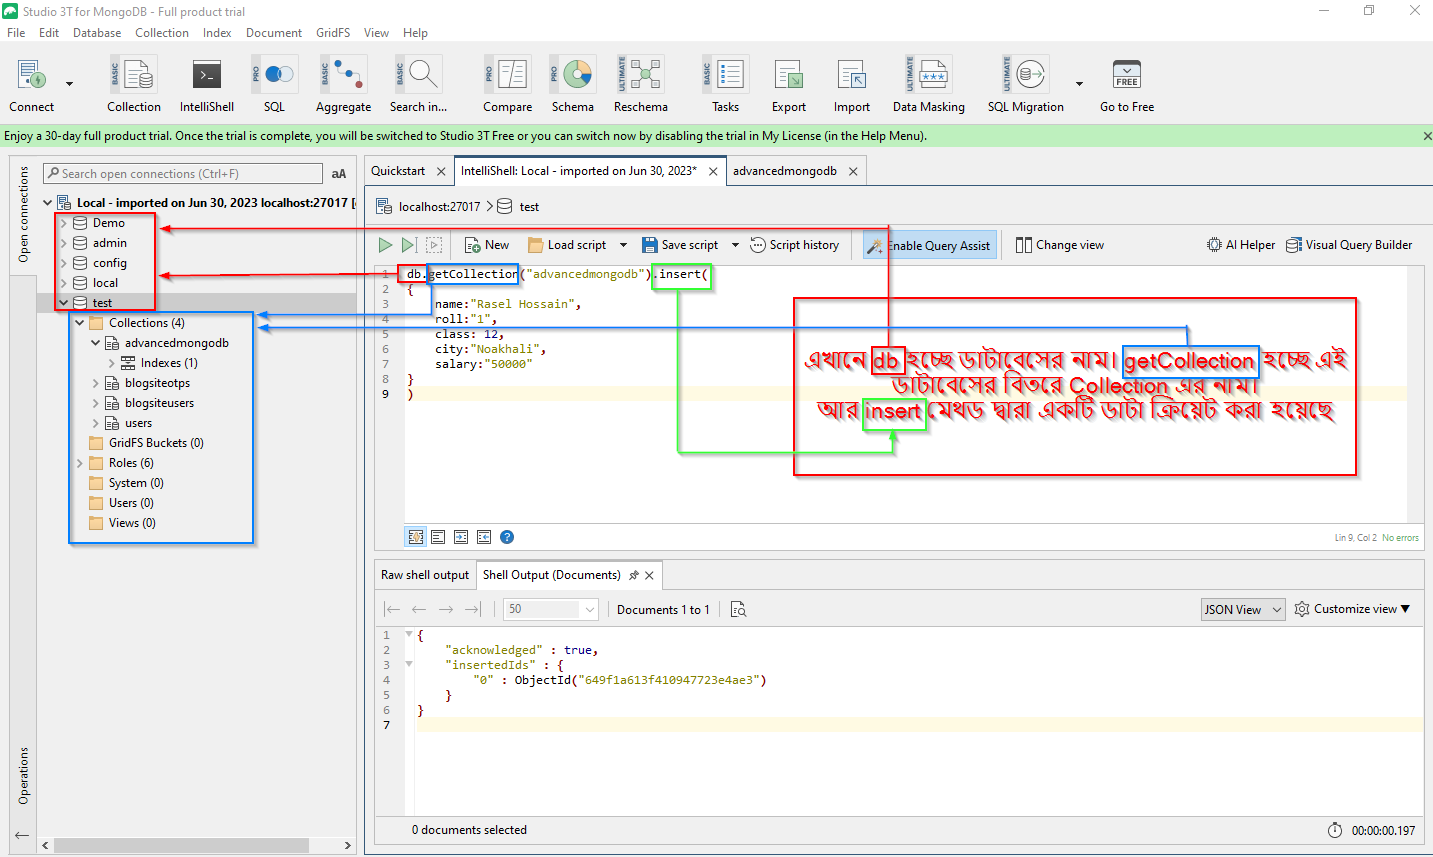 Studio 3T for MongoDB - Full product trial
File Edit Database Collection Index Document GridFS View Help
BASIC PRO BASIC BASIC PRO BASIC ULTIMATE BASIC ULTIMATE ULTIMATE FREE
Connect Collection IntelliShell SQL Aggregate Search in... Compare Schema Reschema Tasks Export Import Data Masking SQL Migration Go to Free
Enjoy a 30-day full product trial. Once the trial is complete, you will be switched to Studio 3T Free or you can switch now by disabling the trial in My License (in the Help Menu).
Open connections
Operations
Search open connections (Ctrl+F) aA
Local - imported on Jun 30, 2023 localhost:27017 [
Demo
admin
config
local
test
Collections (4)
advancedmongodb
Indexes (1)
blogsiteotps
blogsiteusers
users
GridFS Buckets (0)
Roles (6)
System (0)
Users (0)
Views (0)
Quickstart IntelliShell: Local - imported on Jun 30, 2023* advancedmongodb
localhost:27017 test
New Load script Save script Script history Enable Query Assist Change view AI Helper Visual Query Builder
1 db.getCollection("advancedmongodb").insert(
2 {
3 name:"Rasel Hossain",
4 roll:"1",
5 class: 12,
6 city:"Noakhali",
7 salary:"50000"
8 }
9 )
এখানে db হচ্ছে ডাটাবেসের নাম। getCollection হচ্ছে এই
ডাটাবেসের বিতরে Collection এর নাম।
আর insert মেথড দ্বারা একটি ডাটা ক্রিয়েট করা হয়েছে
Lin 9, Col 2 No errors
Raw shell output Shell Output (Documents)
50 Documents 1 to 1 JSON View Customize view
1 {
2 "acknowledged" : true,
3 "insertedIds" : {
4 "0" : ObjectId("649f1a613f410947723e4ae3")
5 }
6 }
7
0 documents selected 00:00:00.197